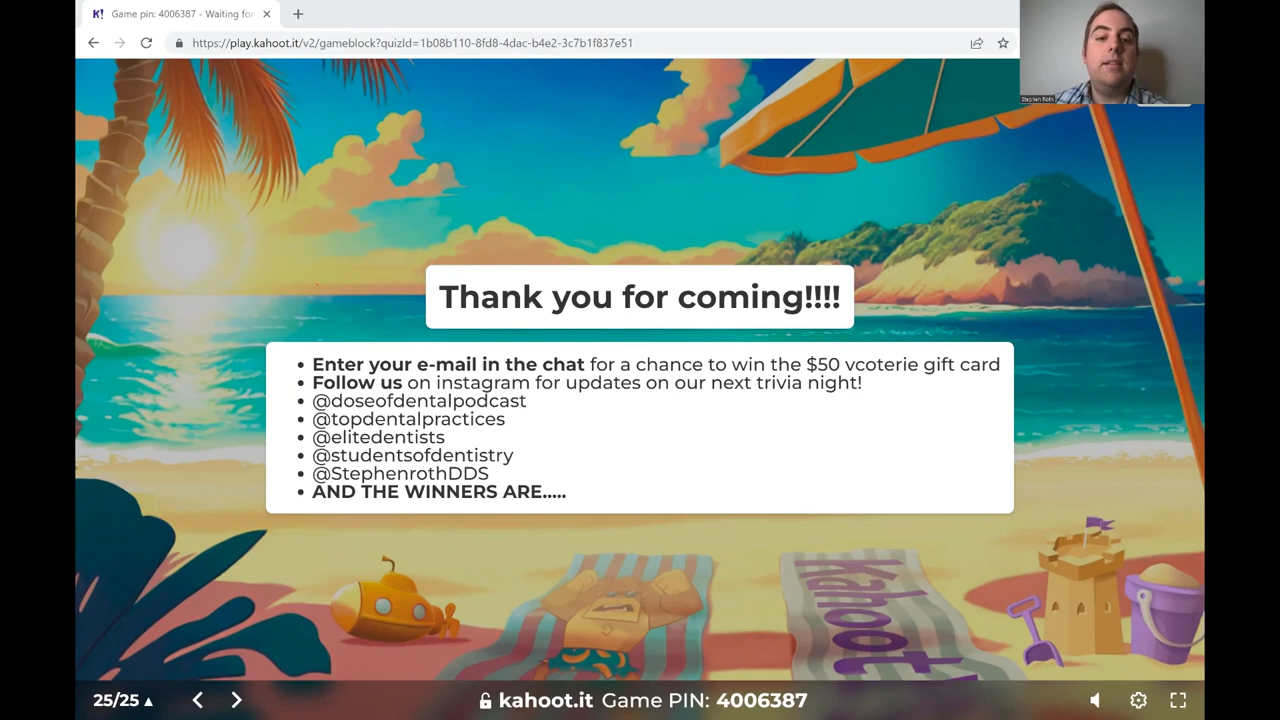 Game pin: 4006387 - Waiting for
https://play.kahoot.it/v2/gameblock?quizId=1b08b110-8fd8-4dac-b4e2-3c7b1f837e51
Stephen Roth
Thank you for coming!!!!
• Enter your e-mail in the chat for a chance to win the $50 vcoterie gift card
• Follow us on instagram for updates on our next trivia night!
• @doseofdentalpodcast
• @topdentalpractices
• @elitedentists
• @studentsofdentistry
• @StephenrothDDS
• AND THE WINNERS ARE.....
Kahoot
25/25
kahoot.it Game PIN: 4006387